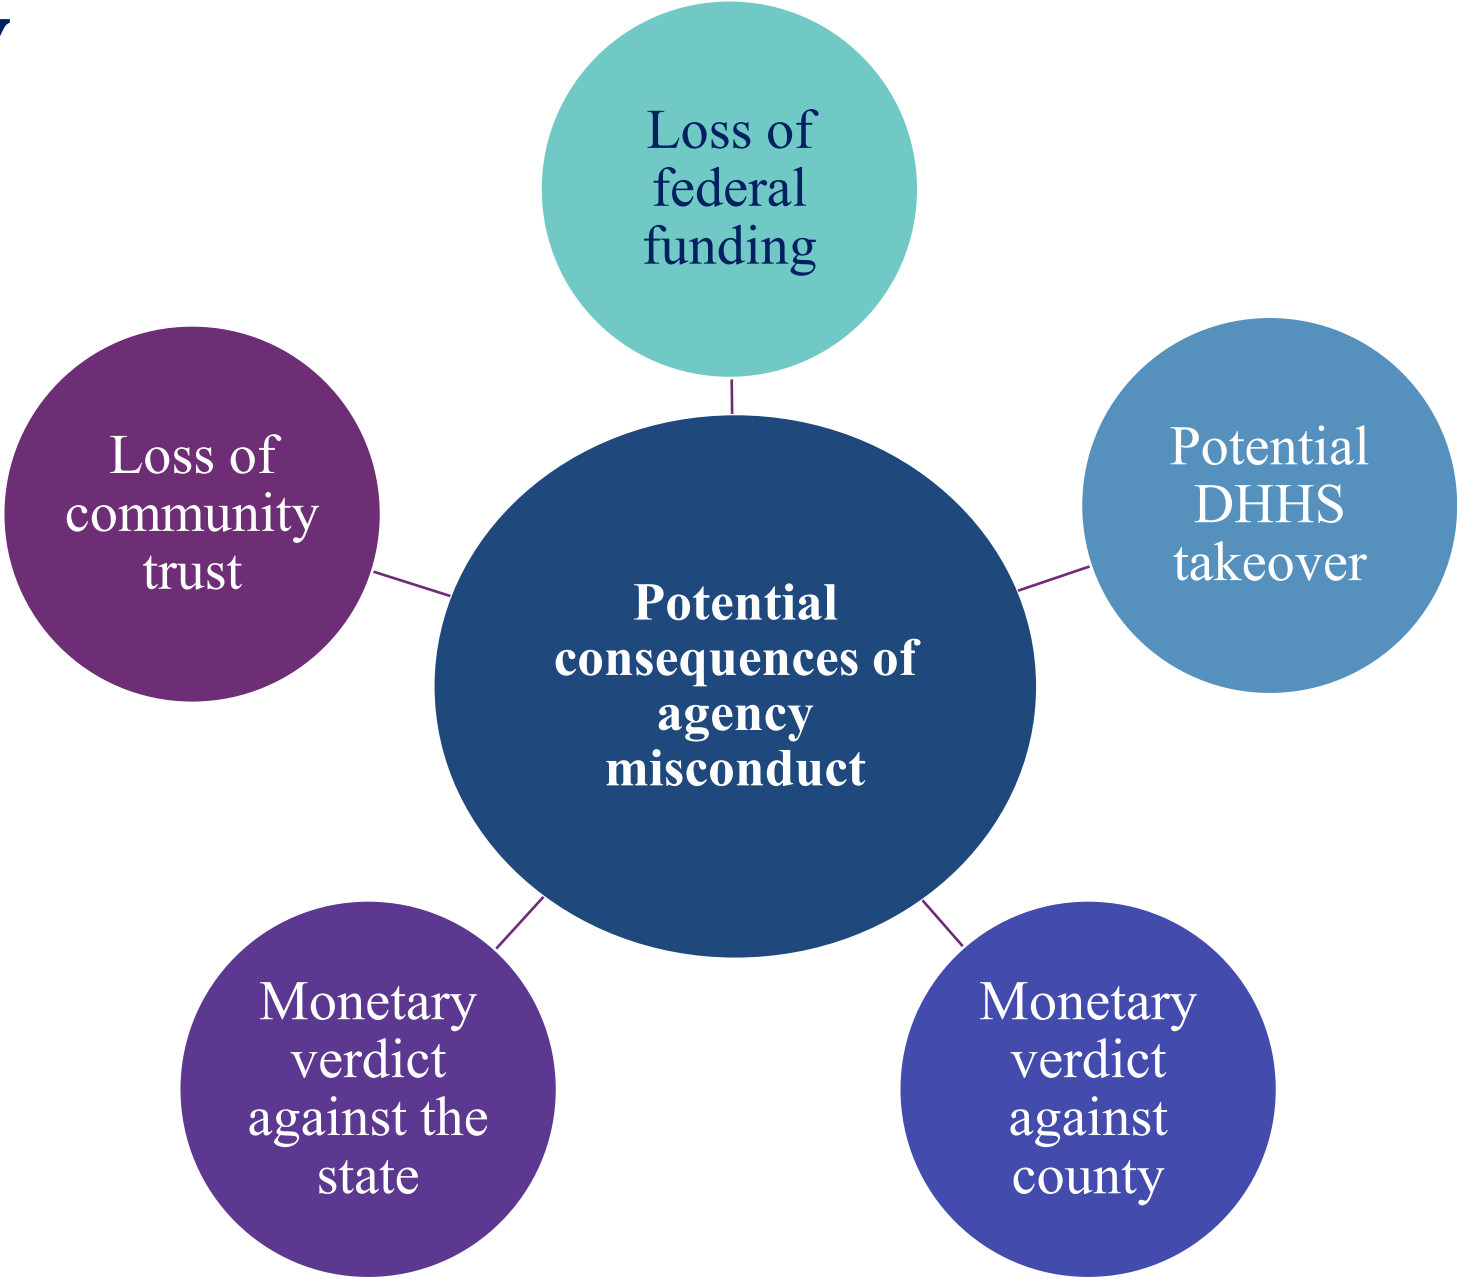 Loss of
federal
funding
Potential
DHHS
takeover
Monetary
verdict
against
county
Monetary
verdict
against the
state
Loss of
community
trust
Potential
consequences of
agency
misconduct